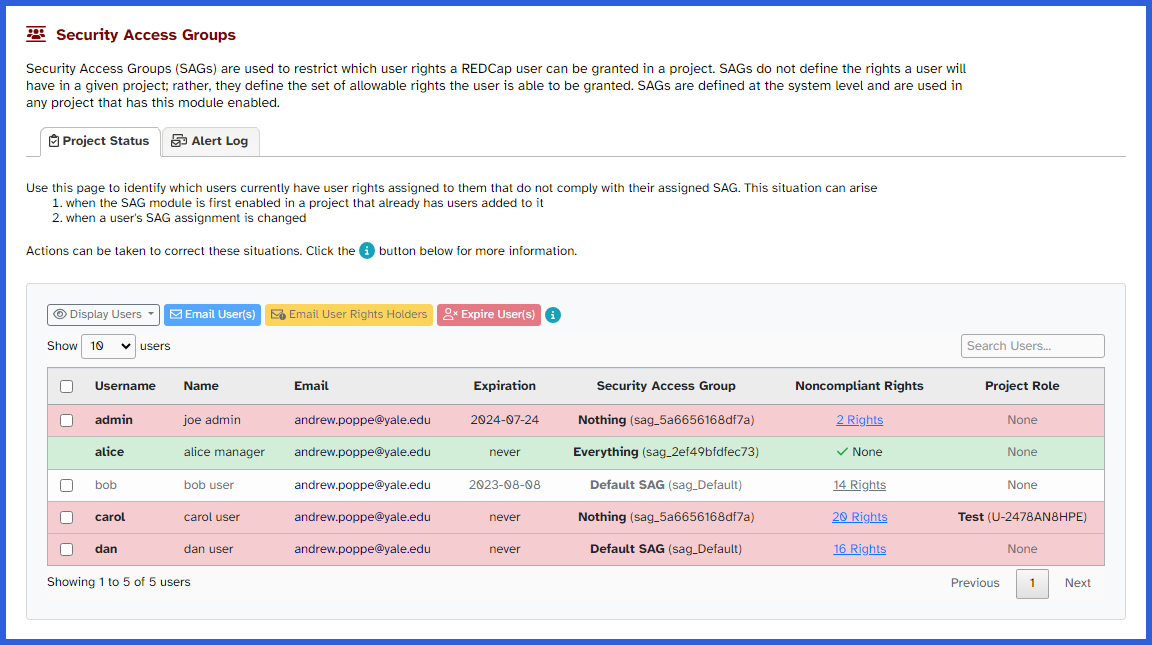 Security Access Groups
Security Access Groups (SAGs) are used to restrict which user rights a REDCap user can be granted in a project. SAGs do not define the rights a user will
have in a given project; rather, they define the set of allowable rights the user is able to be granted. SAGs are defined at the system level and are used in
any project that has this module enabled.
Project Status Alert Log
Use this page to identify which users currently have user rights assigned to them that do not comply with their assigned SAG. This situation can arise
1. when the SAG module is first enabled in a project that already has users added to it
2. when a user's SAG assignment is changed
Actions can be taken to correct these situations. Click the i button below for more information.
Display Users Email User(s) Email User Rights Holders Expire User(s) i
Show 10 users Search Users...
Username Name Email Expiration Security Access Group Noncompliant Rights Project Role
admin joe admin andrew.poppe@yale.edu 2024-07-24 Nothing (sag_5a6656168df7a) 2 Rights None
alice alice manager andrew.poppe@yale.edu never Everything (sag_2ef49bfdfec73) None None
bob bob user andrew.poppe@yale.edu 2023-08-08 Default SAG (sag_Default) 14 Rights None
carol carol user andrew.poppe@yale.edu never Nothing (sag_5a6656168df7a) 20 Rights Test (U-2478AN8HPE)
dan dan user andrew.poppe@yale.edu never Default SAG (sag_Default) 16 Rights None
Showing 1 to 5 of 5 users Previous 1 Next